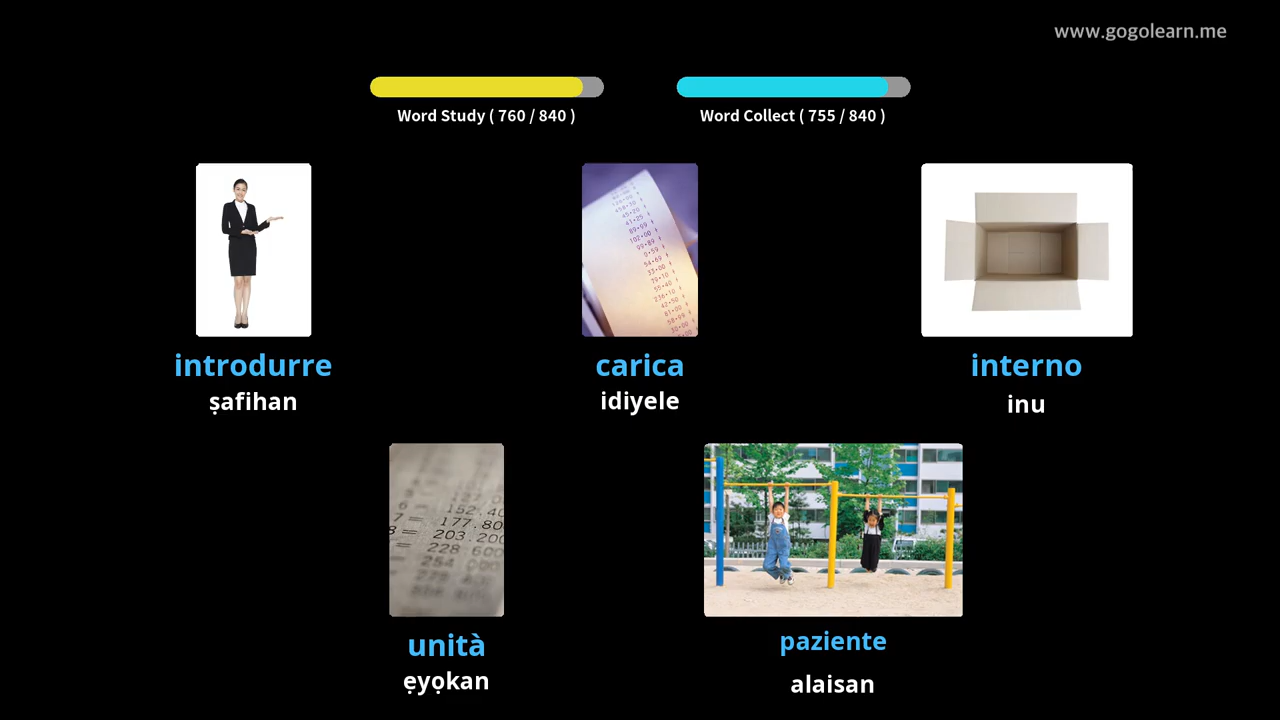 www.gogolearn.me
Word Study ( 760 / 840 )
Word Collect ( 755 / 840 )
introdurre
ṣafihan
carica
idiyele
interno
inu
unità
ẹyọkan
paziente
alaisan